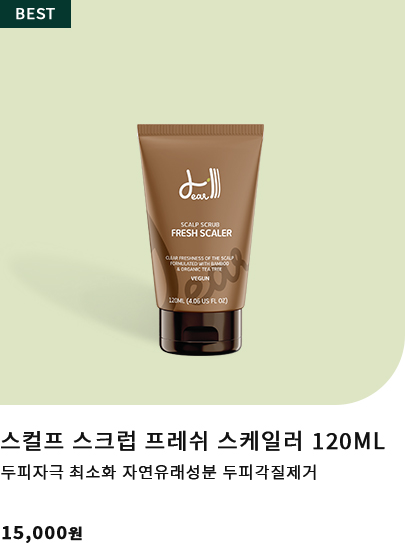 BEST
dear
SCALP SCRUB
FRESH SCALER
CLEAR FRESHNESS OF THE SCALP
FORMULATED WITH BAMBOO
& ORGANIC TEA TREE
VEGUN
120ML (4.06 US FL OZ)
스컬프 스크럽 프레쉬 스케일러 120ML
두피자극 최소화 자연유래성분 두피각질제거
15,000원